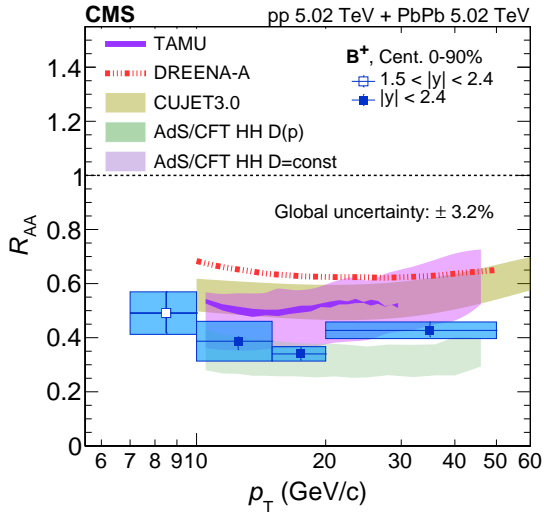 CMS pp 5.02 TeV + PbPb 5.02 TeV
TAMU
DREENA-A
CUJET3.0
AdS/CFT HH D(p)
AdS/CFT HH D=const
B⁺, Cent. 0-90%
1.5 < |y| < 2.4
|y| < 2.4
Global uncertainty: ± 3.2%
R_AA
1.4
1.2
1
0.8
0.6
0.4
0.2
0
6 7 8 9 10 20 30 40 50 60
p_T (GeV/c)